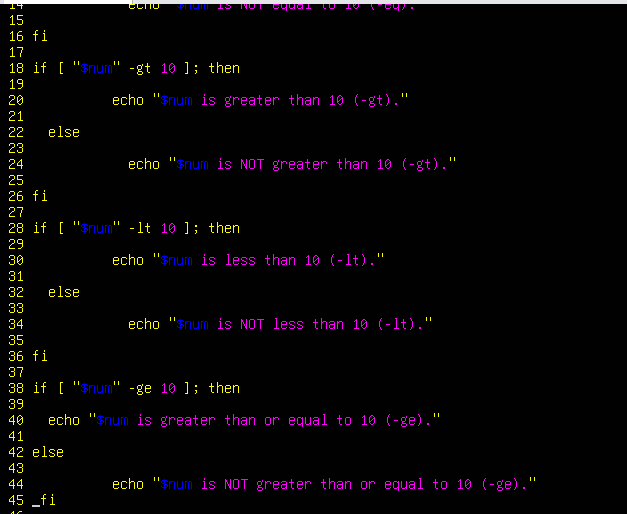 14 echo "$num is NOT equal to 10 (-eq).
15
16 fi
17
18 if [ "$num" -gt 10 ]; then
19
20 echo "$num is greater than 10 (-gt)."
21
22 else
23
24 echo "$num is NOT greater than 10 (-gt)."
25
26 fi
27
28 if [ "$num" -lt 10 ]; then
29
30 echo "$num is less than 10 (-lt)."
31
32 else
33
34 echo "$num is NOT less than 10 (-lt)."
35
36 fi
37
38 if [ "$num" -ge 10 ]; then
39
40 echo "$num is greater than or equal to 10 (-ge)."
41
42 else
43
44 echo "$num is NOT greater than or equal to 10 (-ge)."
45 _fi